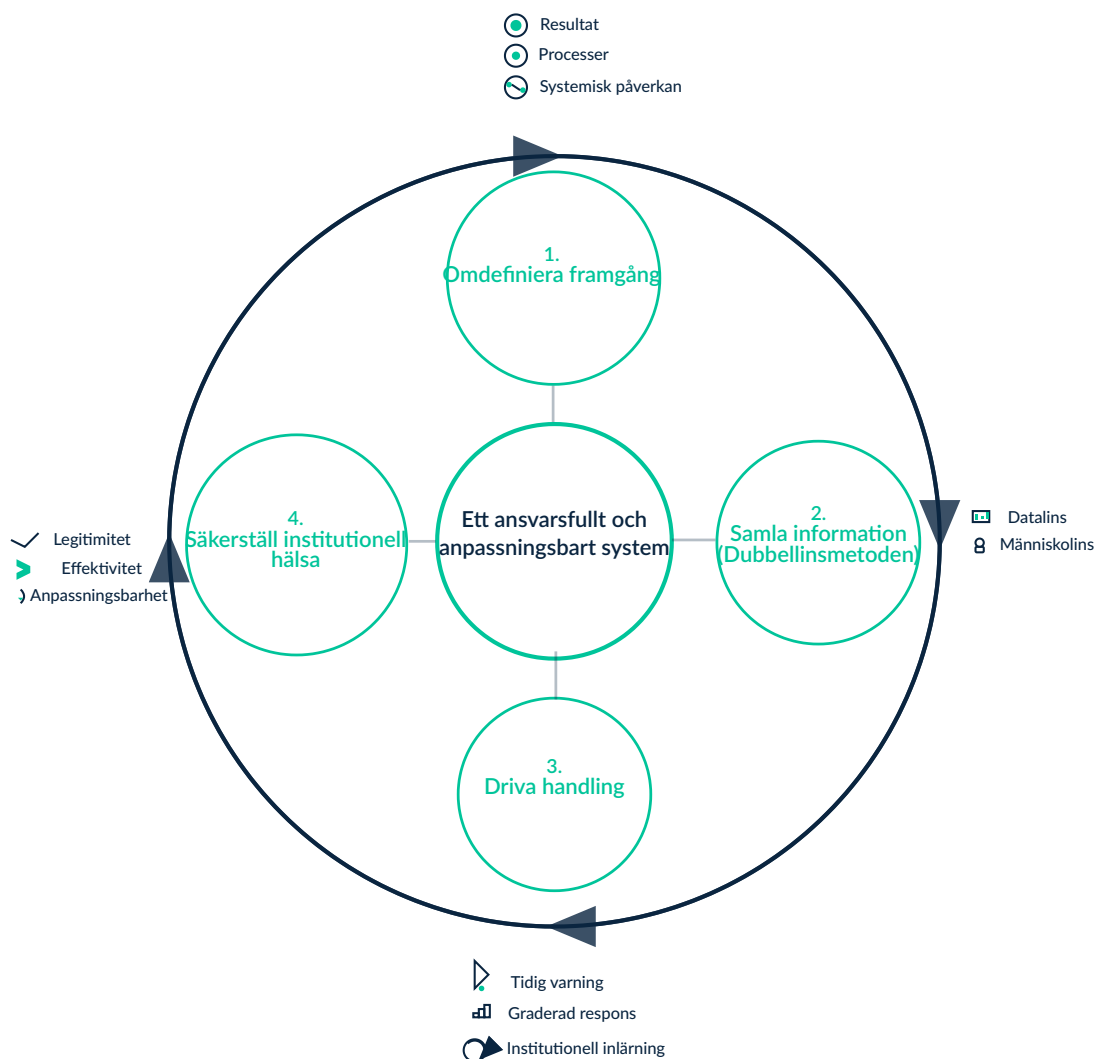 Resultat
Processer
Systemisk påverkan
1.
Omdefiniera framgång
2.
Samla information
(Dubbellinsmetoden)
Datalins
Människolins
Ett ansvarsfullt och
anpassningsbart system
4.
Säkerställ institutionell
hälsa
Legitimitet
Effektivitet
Anpassningsbarhet
3.
Driva handling
Tidig varning
Graderad respons
Institutionell inlärning